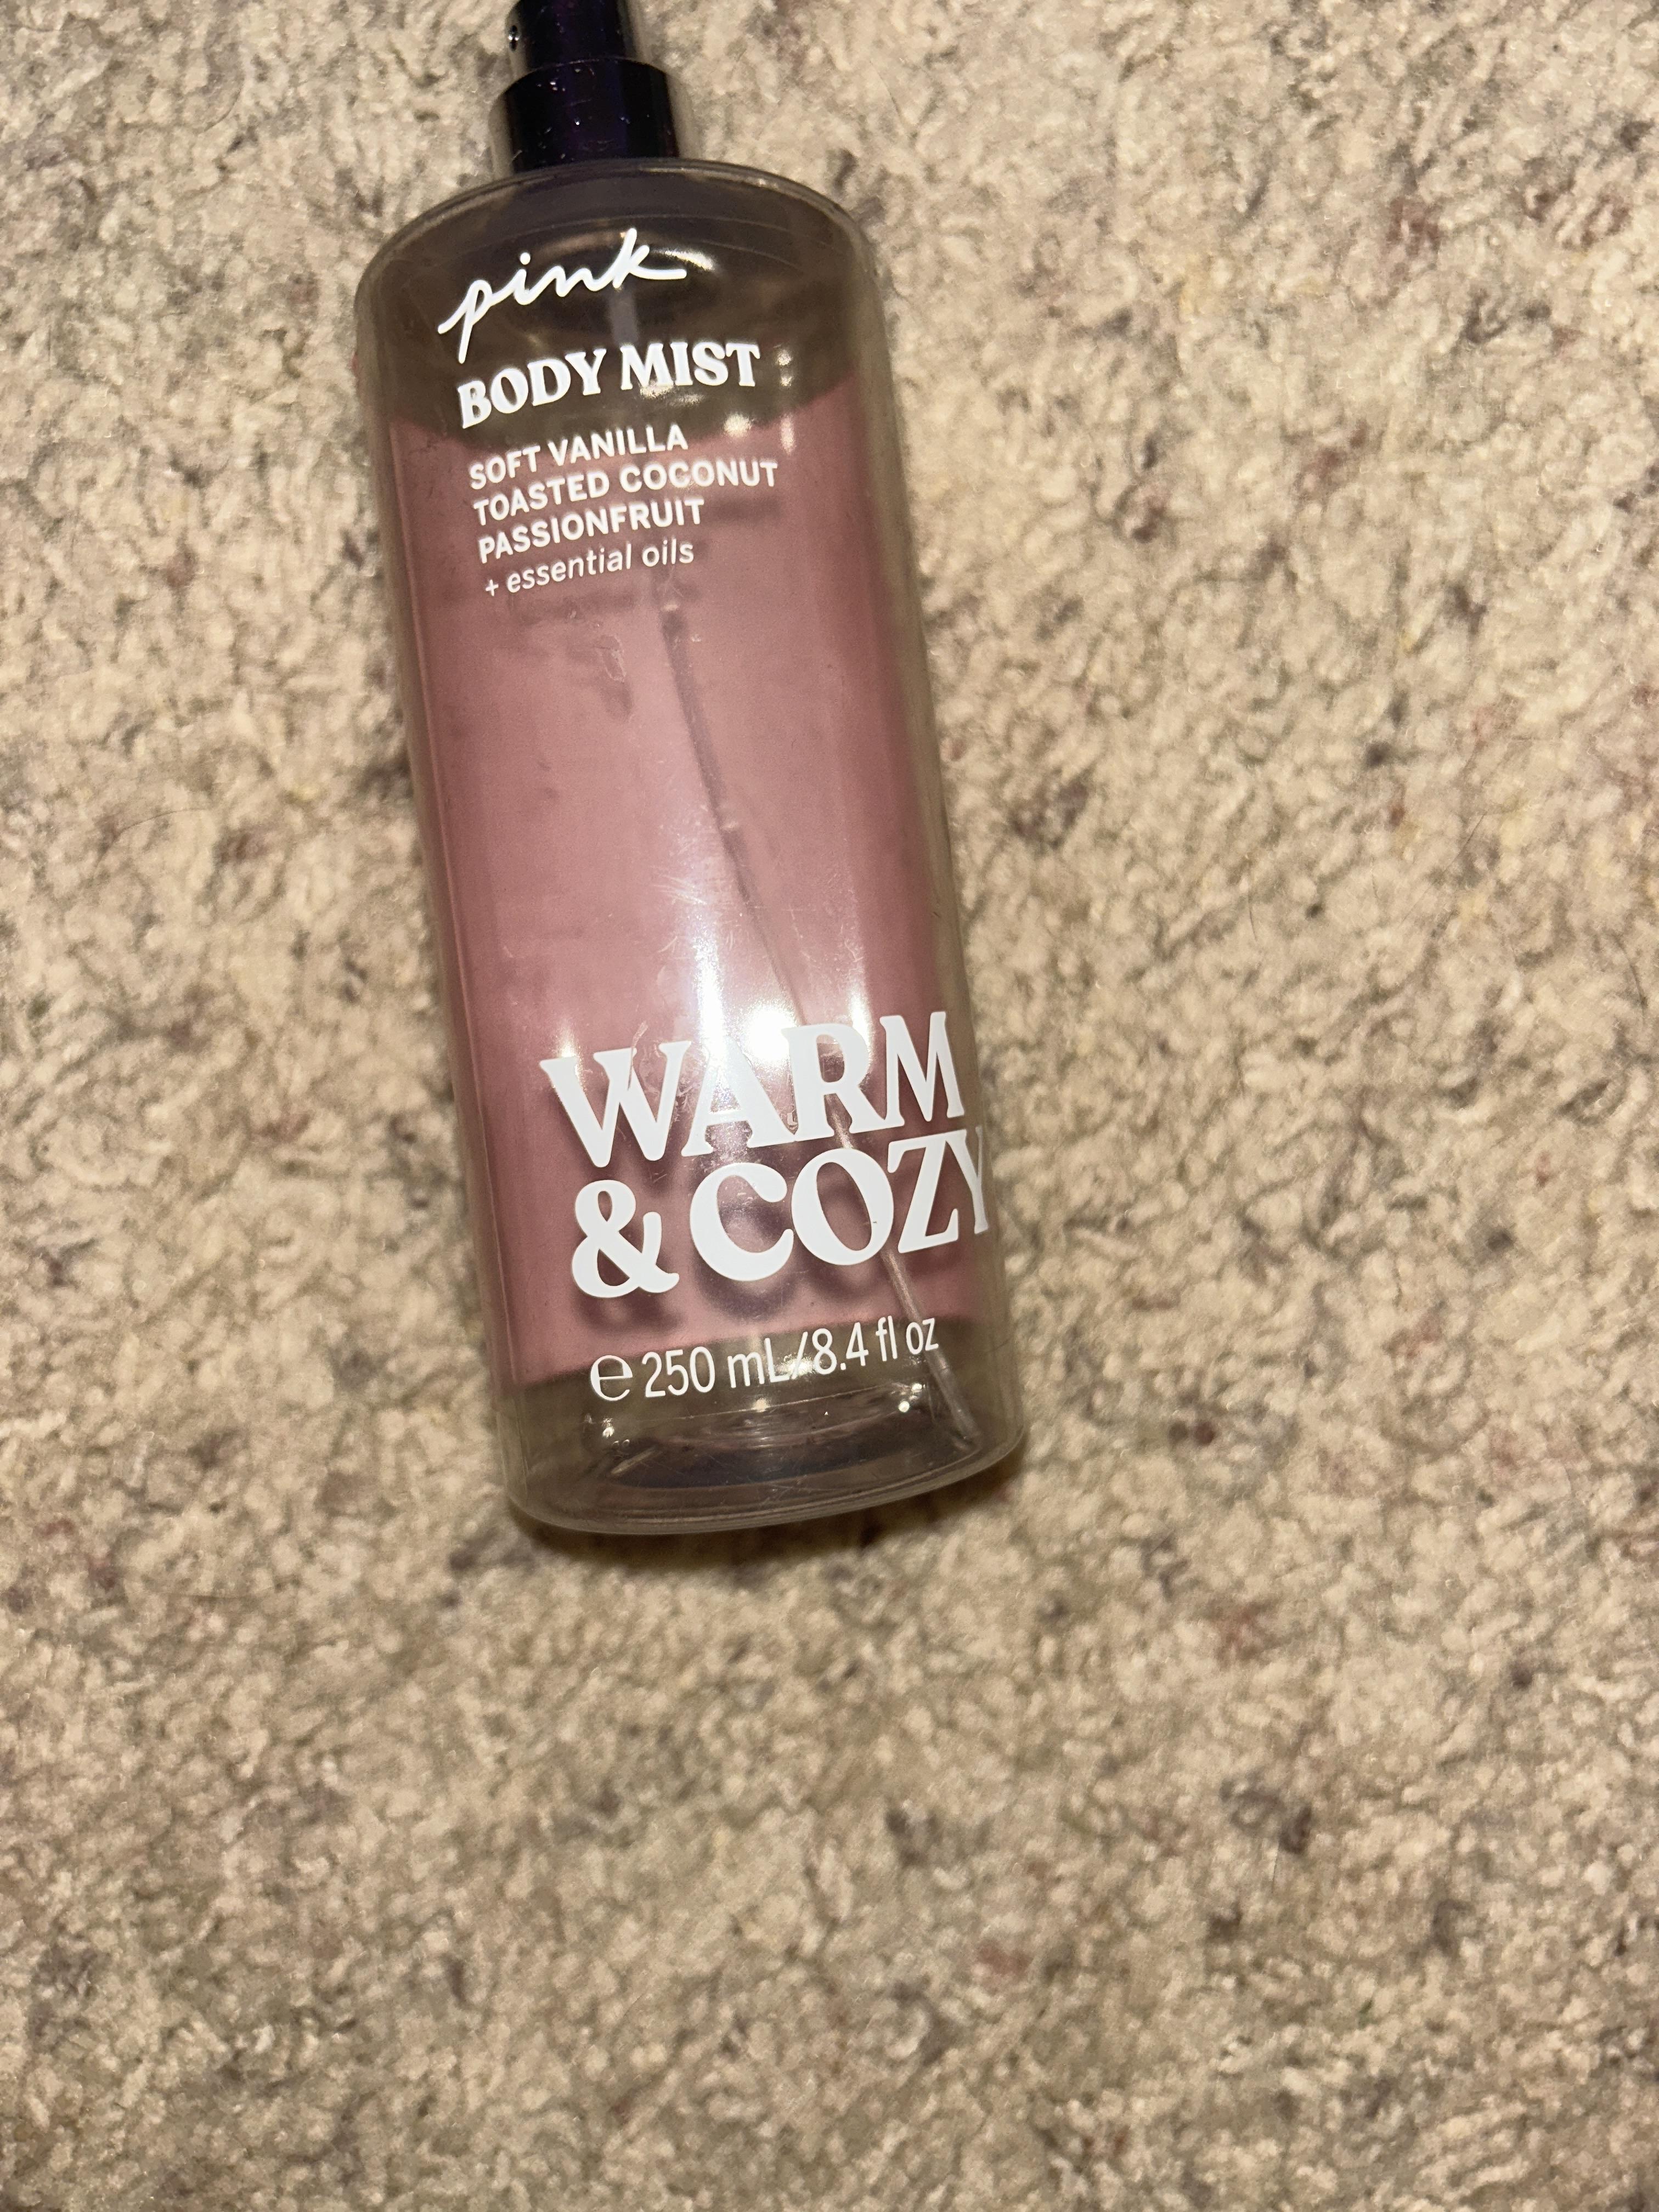 pink
BODY MIST
SOFT VANILLA
TOASTED COCONUT
PASSIONFRUIT
+ essential oils
WARM
& COZY
℮ 250 mL/8.4 fl oz